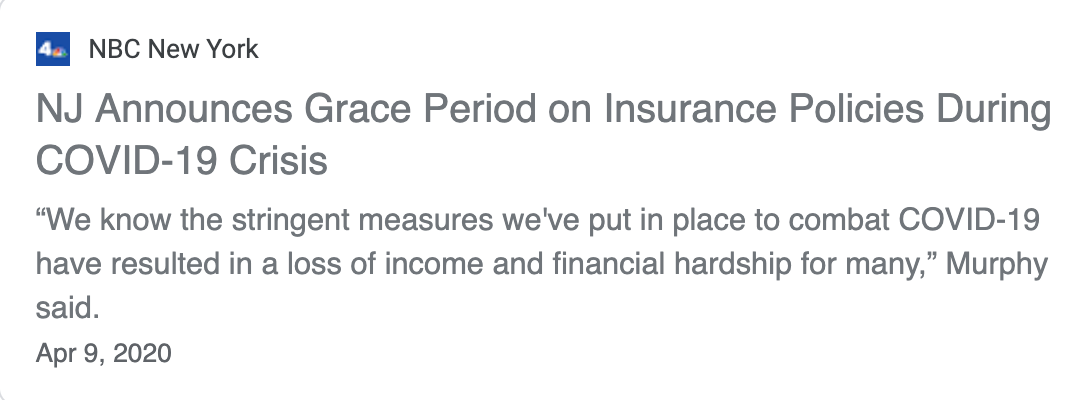 4
NBC New York
NJ Announces Grace Period on Insurance Policies During
COVID-19 Crisis
“We know the stringent measures we've put in place to combat COVID-19
have resulted in a loss of income and financial hardship for many,” Murphy
said.
Apr 9, 2020